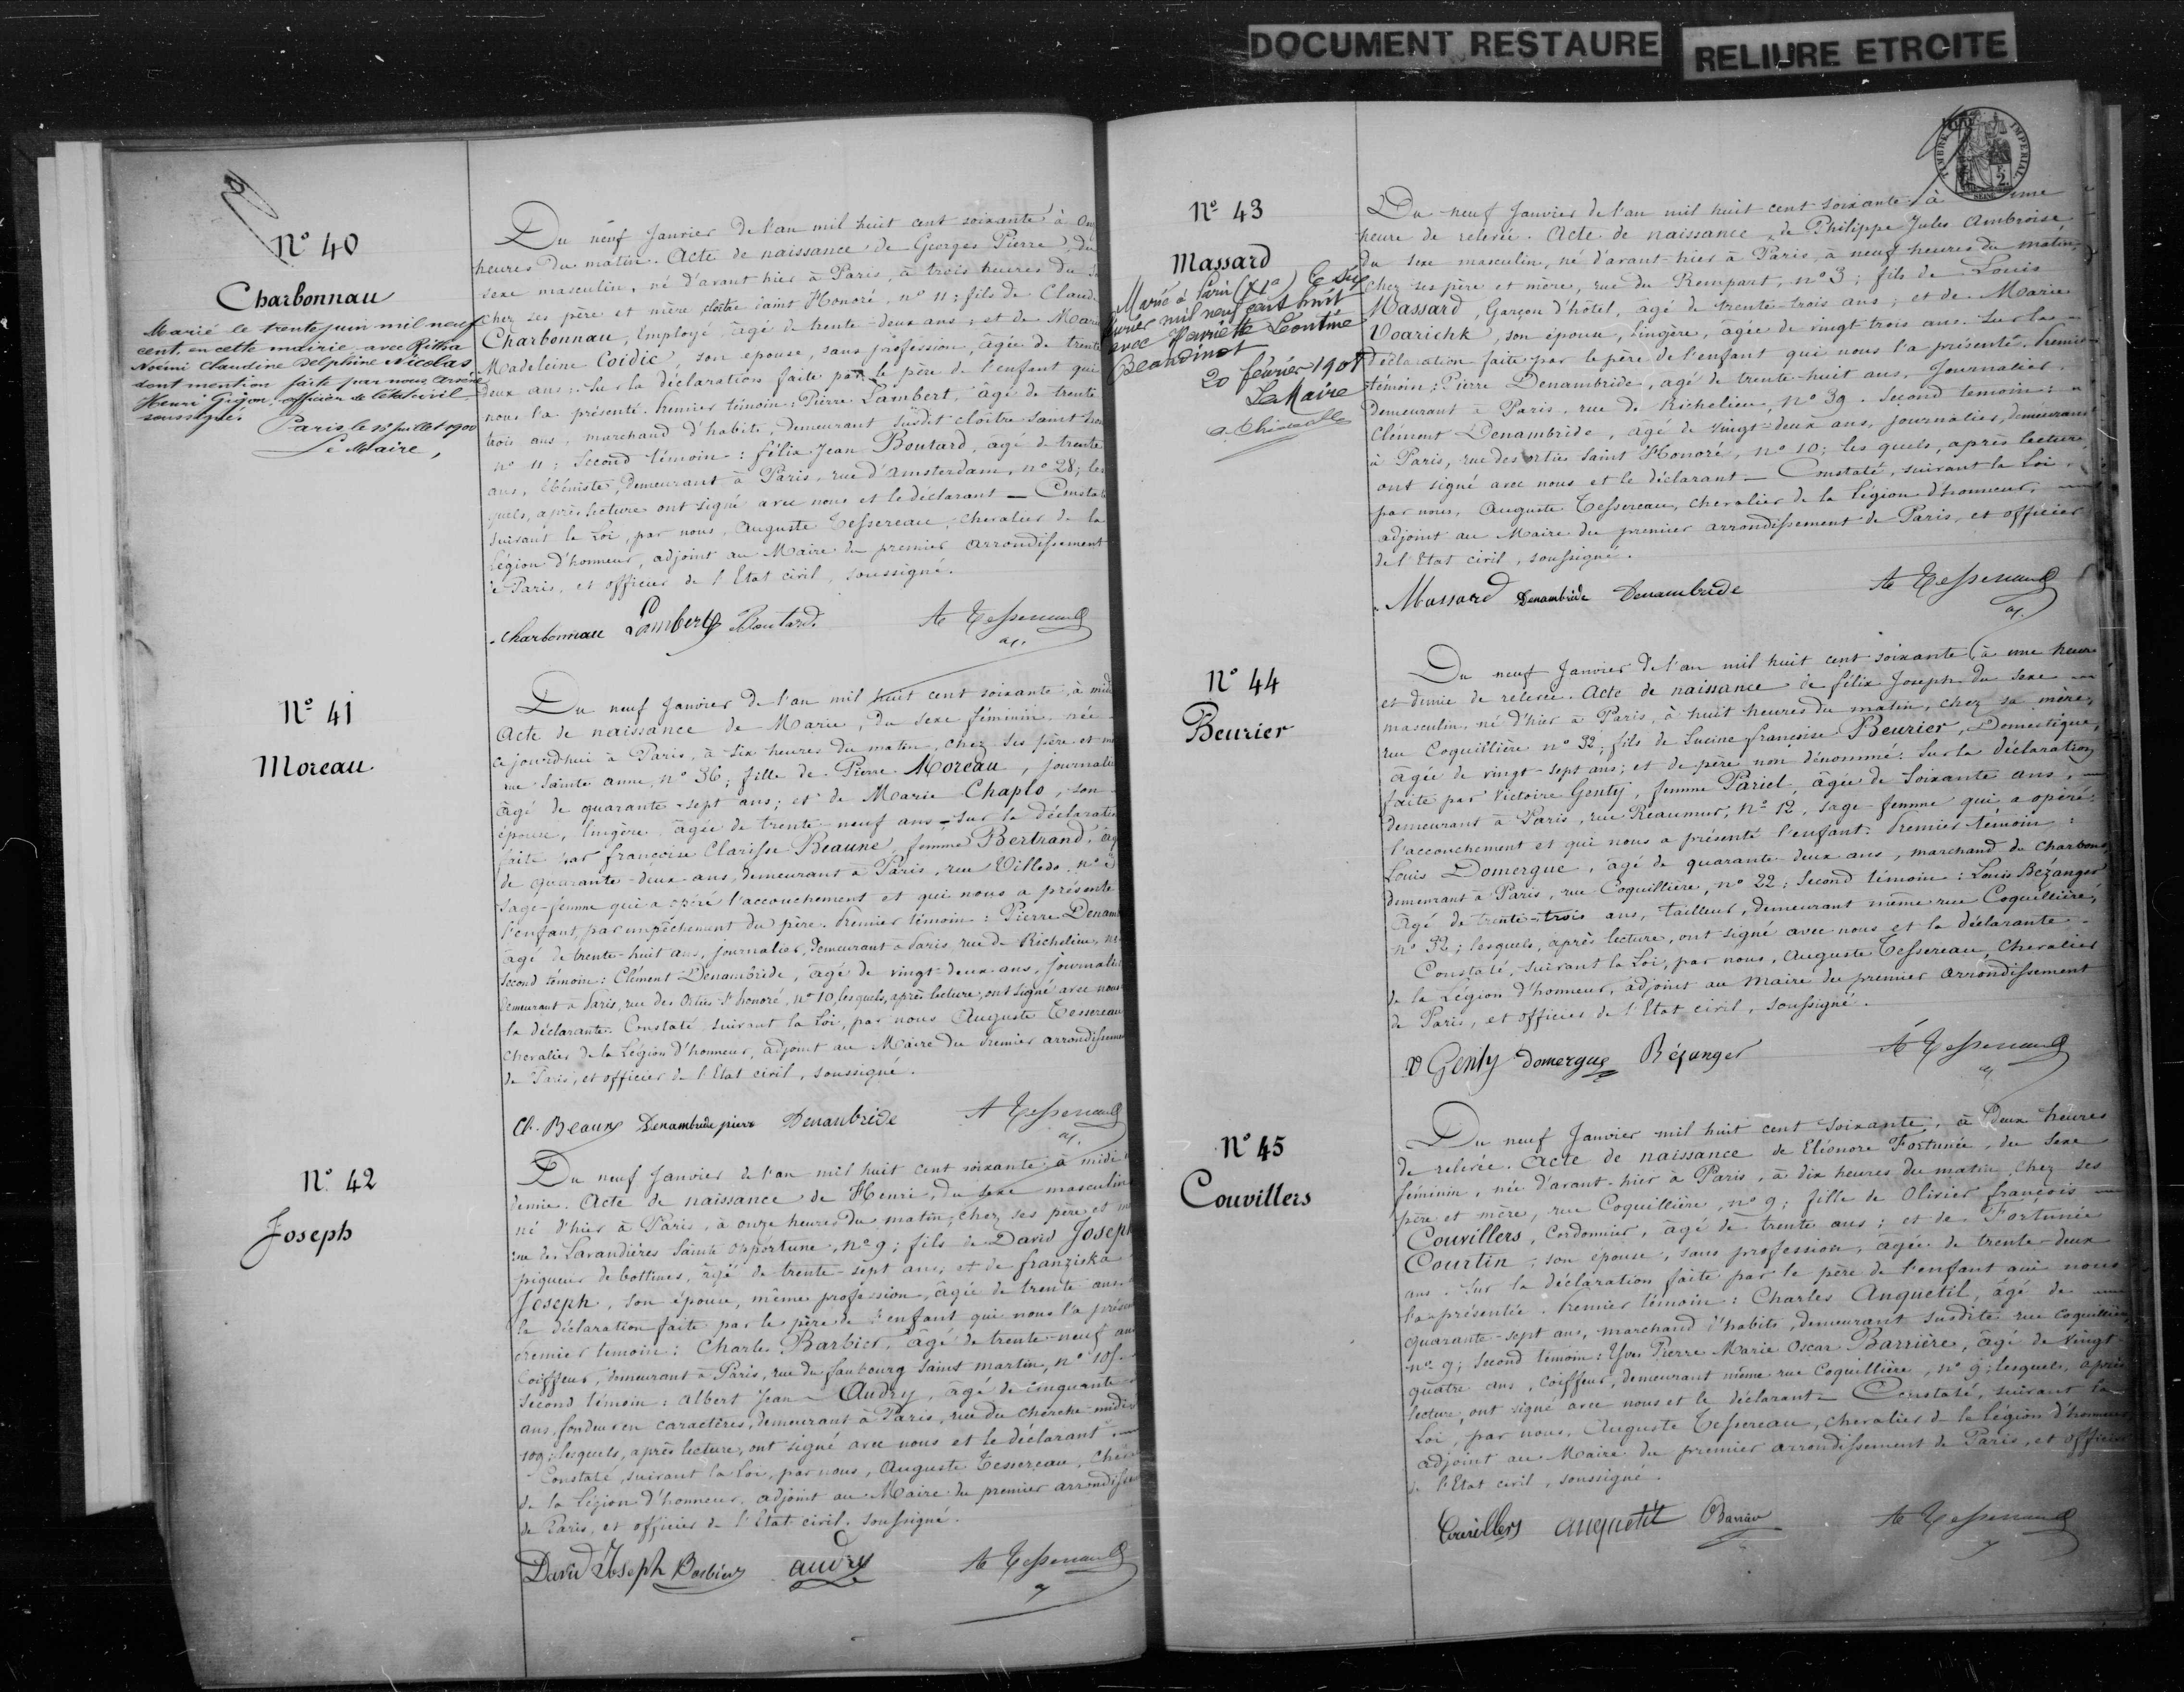 DOCUMENT RESTAURE
RELIURE ETROITE
TIMBRE IMPERIAL
SEINE
N° 40
Charbonnau
Marié le trente juin mil neuf
cent, en cette mairie, avec
Noémi Claudine Delphine Nicolas
dont mention faite par nous
Henri Gigon, officier de l'état civil
soussigné.
Paris, le juillet 1900
Le Maire,
Du neuf Janvier de l'an mil huit cent soixante à
heures du matin. Acte de naissance de Georges Pierre, du
sexe masculin, né d'avant hier à Paris, à trois heures du
chez ses père et mère, cloître saint Honoré, n° 11; fils de
Charbonnau, Employé âgé de trente-deux ans, et de
Madeleine Coidic, son épouse, sans profession, âgée de trente
deux ans. Sur la déclaration faite par le père de l'enfant qui
nous l'a présenté. Premier témoin: Pierre Lambert, âgé de trente
trois ans, marchand d'habits, demeurant susdit cloître Saint
n° 11; Second témoin: félix Jean Boutard, âgé de trente
ans, ébéniste, demeurant à Paris, rue d'amsterdam, n° 28; les
quels, après lecture ont signé avec nous et le déclarant — Constaté
suivant la Loi, par nous, Auguste Tessereau, chevalier de la
légion d'honneur, adjoint au Maire du premier arrondissement
de Paris, et officier de l'Etat civil, soussigné.
Charbonnau Lambert Boutard A Tessereau
N° 41
Moreau
Du neuf Janvier de l'an mil huit cent soixante, à midi
Acte de naissance de Marie, du sexe féminin, née
ce jourd'hui à Paris, à six heures du matin, chez ses père et
rue Sainte anne, n° 36; fille de Pierre Moreau,
âgé de quarante-sept ans; et de Marie Chaplo, son
épouse, lingère, âgée de trente-neuf ans — Sur la
faite par françoise Clarisse Beaune, femme Bertrand,
de quarante-deux ans, demeurant à Paris, rue Villedo, n°
Sage-femme qui a opéré l'accouchement et qui nous a présenté
l'enfant, par empêchement du père. Premier témoin: Pierre
âgé de trente-huit ans, journalier, demeurant à Paris rue de Richelieu,
second témoin: Clément Denambride, âgé de vingt-deux ans,
demeurant à Paris, rue des Orties St honoré, n° 10, lesquels, après lecture, ont signé avec nous
la déclarante. Constaté suivant la Loi, par nous Auguste Tessereau
Chevalier de la Légion d'honneur, adjoint au Maire du premier
de Paris, et officier de l'Etat civil, soussigné.
Cl. Beaune Denambride pierre Denambride A Tessereau
N° 42
Joseph
Du neuf Janvier de l'an mil huit cent soixante à midi
demie. Acte de naissance de Henri, du sexe masculin
né d'hier à Paris, à onze heures du matin, chez ses père et
rue des Lavandières Sainte Opportune, n° 9; fils de David Joseph
piqueur de bottines, âgé de trente-sept ans, et de franziska
Joseph, son épouse, même profession, âgée de trente ans.
la déclaration faite par le père de l'enfant qui nous l'a
premier témoin: Charles Barbier, âgé de trente-neuf ans
Coiffeur, demeurant à Paris, rue du faubourg Saint martin, n°
Second témoin: Albert Jean Audry, âgé de cinquante
ans, fondeur en caractères, demeurant à Paris, rue du cherche-midi
109; lesquels, après lecture, ont signé avec nous et le déclarant.
Constaté, suivant la Loi, par nous, Auguste Tessereau,
de la Légion d'honneur, adjoint au Maire du premier
de Paris, et officier de l'Etat civil, soussigné.
David Joseph Barbier audry A Tessereau
N° 43
Massard
Marié à Paris le
février mil neuf cent huit
avec Henriette Léontine
Beaudinot
20 février 1908
Le Maire
Du neuf Janvier de l'an mil huit cent soixante à une
heure de relevée. Acte de naissance de Philippe Jules Ambroise
du sexe masculin, né d'avant-hier à Paris, à neuf heures du matin
chez ses père et mère, rue du Rempart, n° 3; fils de Louis
Massard, Garçon d'hôtel, âgé de trente-trois ans; et de Marie
Voarichk, son épouse, lingère, âgée de vingt trois ans. Sur la
Déclaration faite par le père de l'enfant qui nous l'a présenté. Premier
témoin: Pierre Denambride, âgé de trente-huit ans, Journalier,
demeurant à Paris, rue de Richelieu, n° 39. Second témoin:
Clément Denambride, âgé de vingt-deux ans, journalier, demeurant
à Paris, rue des orties Saint Honoré, n° 10; les quels, après lecture,
ont signé avec nous et le déclarant — Constaté, suivant la Loi,
par nous, Auguste Tessereau, chevalier de la Légion d'honneur,
adjoint au Maire du premier arrondissement de Paris, et officier
de l'Etat civil, soussigné.
Massard Denambride Denambride A Tessereau
N° 44
Beurier
Du neuf Janvier de l'an mil huit cent soixante à une heure
et demie de relevée. Acte de naissance de félix Joseph du sexe
masculin, né d'hier à Paris, à huit heures du matin, chez sa mère,
rue Coquillière n° 32; fils de Lucine françoise Beurier, Domestique,
âgée de vingt-sept ans; et de père non dénommé. Sur la déclaration
faite par Victoire Genty, femme Pariel, âgée de soixante ans,
demeurant à Paris, rue Réaumur, n° 12, sage-femme qui a opéré
l'accouchement et qui nous a présenté l'enfant. Premier témoin:
Louis Domergue, âgé de quarante-deux ans, marchand de charbons
demeurant à Paris, rue Coquillière, n° 22; Second témoin: Louis Bézanger
âgé de trente-trois ans, tailleur, demeurant même rue Coquillière,
n° 32; lesquels, après lecture, ont signé avec nous et la déclarante.
Constaté, suivant la Loi, par nous, Auguste Tessereau, Chevalier
de la Légion d'honneur, adjoint au Maire du premier arrondissement
de Paris, et officier de l'Etat civil, soussigné.
V Genty Domergue Bézanger A Tessereau
N° 45
Couvillers
Du neuf Janvier mil huit cent soixante, à Deux heures
de relevée. Acte de naissance de Eléonore Fortunée, du sexe
féminin, née d'avant-hier à Paris, à dix heures du matin, chez ses
père et mère, rue Coquillière, n° 9; fille de Olivier françois
Couvillers, Cordonnier, âgé de trente ans; et de Fortunée
Courtin, son épouse, sans profession, âgée de trente-deux
ans. Sur la déclaration faite par le père de l'enfant qui nous
l'a présentée. Premier témoin: Charles Anquetil, âgé de
quarante-sept ans, marchand d'habits, demeurant susdite rue Coquillière
n° 9; second témoin: Yves Pierre Marie Oscar Barrière, âgé de vingt
quatre ans, coiffeur, demeurant même rue Coquillière, n° 9; lesquels, après
lecture, ont signé avec nous et le déclarant — Constaté, suivant la
Loi, par nous, Auguste Tessereau, chevalier de la Légion d'honneur
adjoint au Maire du premier arrondissement de Paris, et officier
de l'Etat civil, soussigné.
Couvillers anquetil Barrière A Tessereau